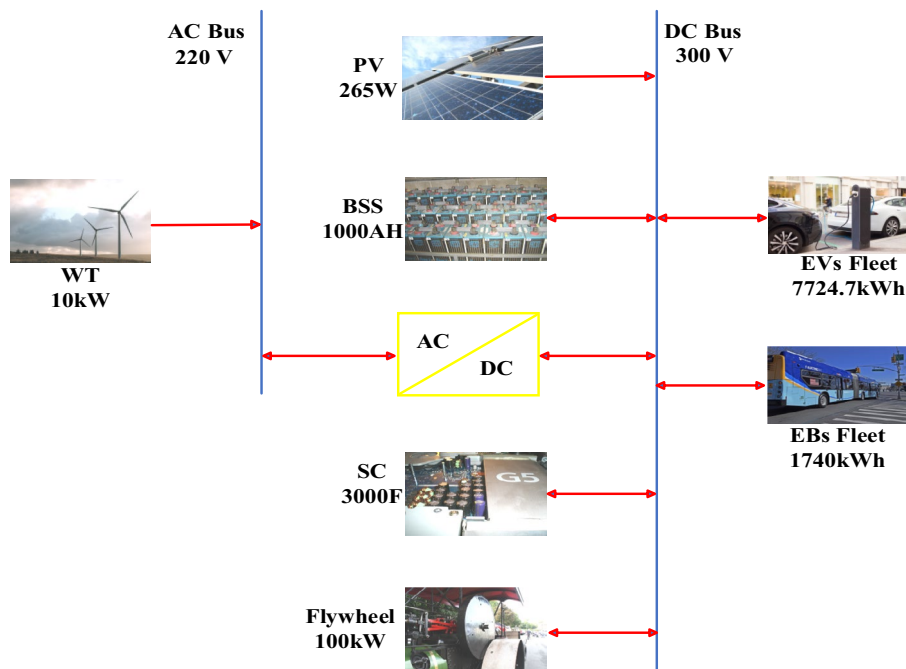 AC Bus
220 V
PV
265W
DC Bus
300 V
WT
10kW
BSS
1000AH
EVs Fleet
7724.7kWh
AC
DC
EBs Fleet
1740kWh
SC
3000F
G5
Flywheel
100kW